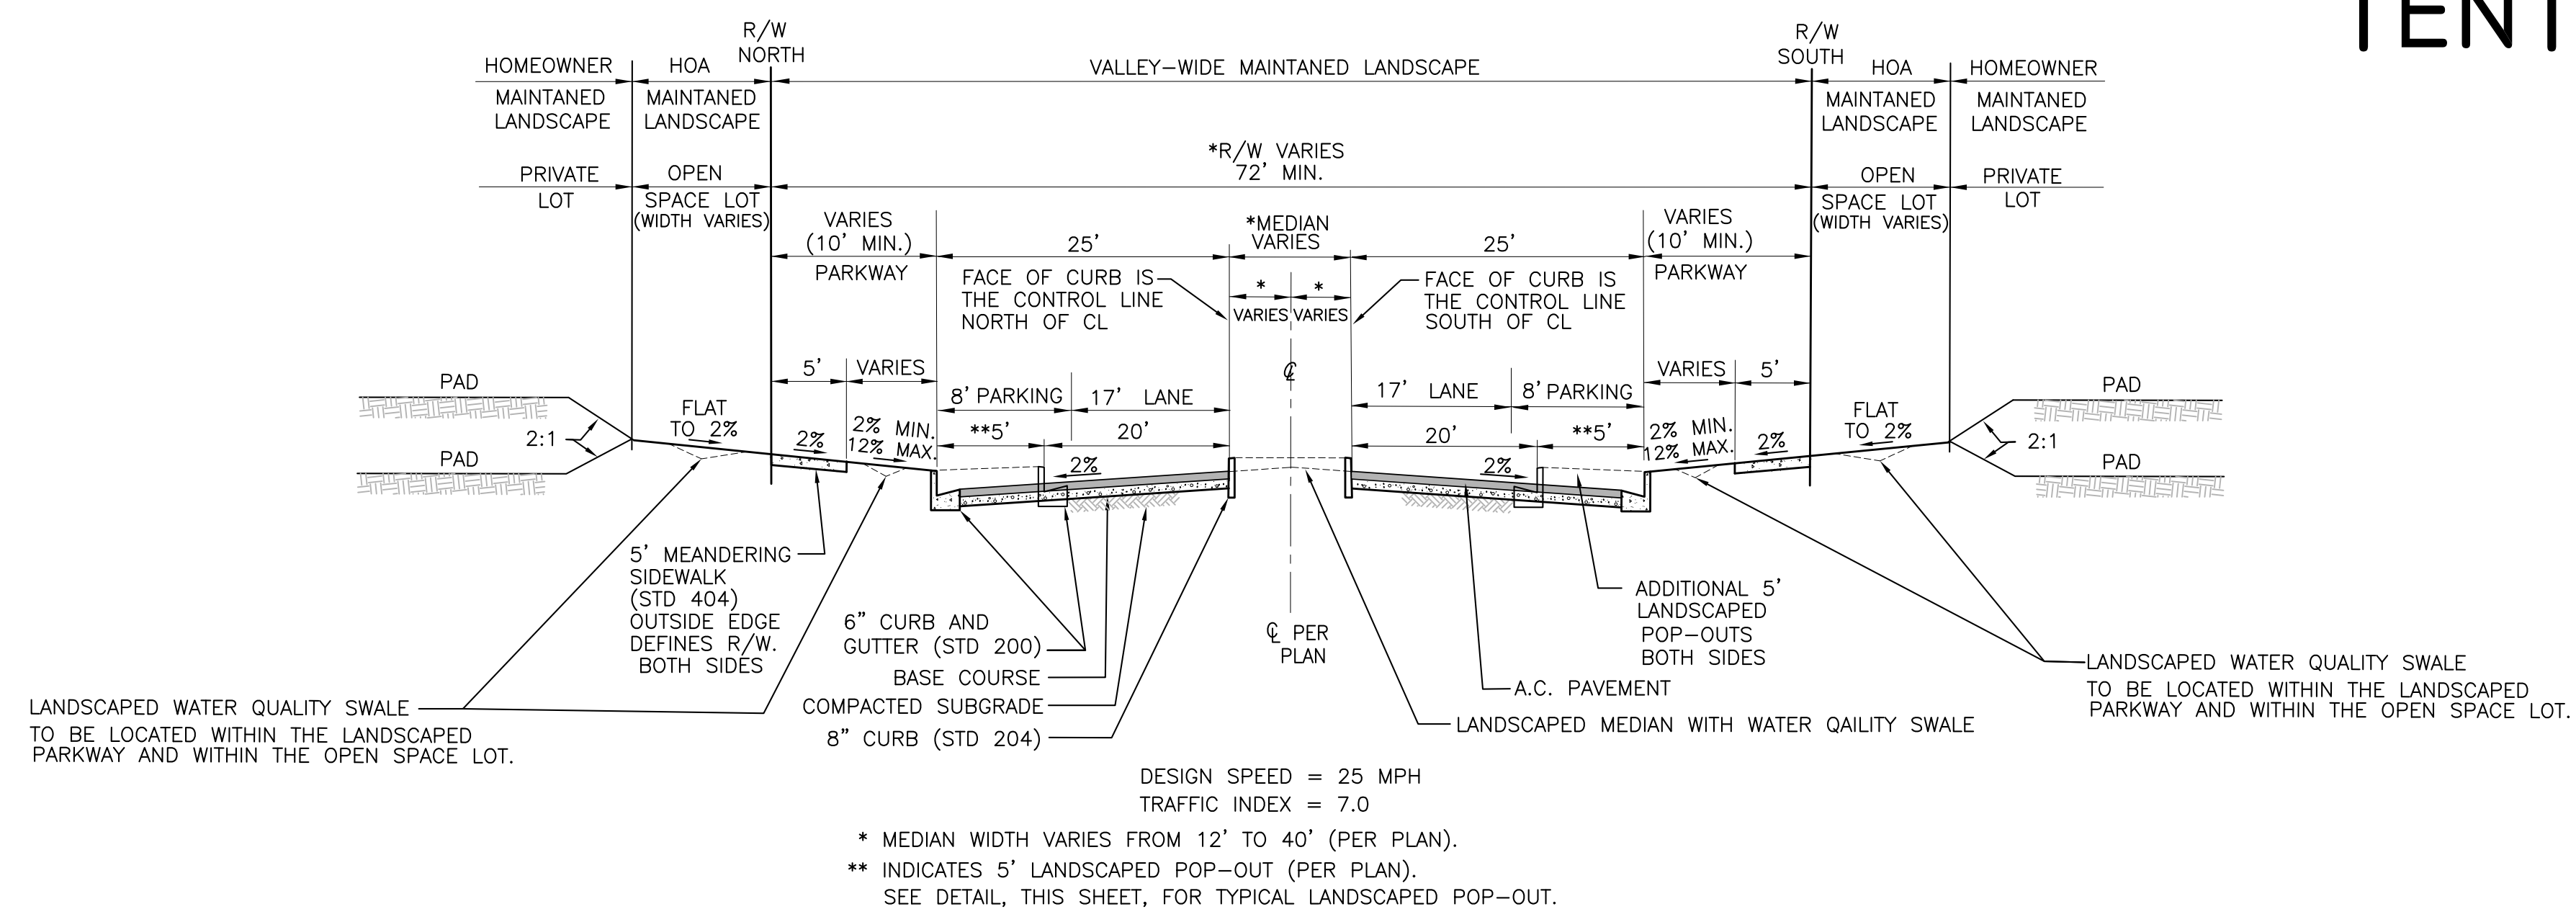 TENT
R/W
NORTH
R/W
SOUTH
HOMEOWNER
MAINTANED
LANDSCAPE
HOA
MAINTANED
LANDSCAPE
VALLEY-WIDE MAINTANED LANDSCAPE
HOA
MAINTANED
LANDSCAPE
HOMEOWNER
MAINTANED
LANDSCAPE
*R/W VARIES
72' MIN.
PRIVATE
LOT
OPEN
SPACE LOT
(WIDTH VARIES)
OPEN
SPACE LOT
(WIDTH VARIES)
PRIVATE
LOT
VARIES
(10' MIN.)
PARKWAY
25'
*MEDIAN
VARIES
25'
VARIES
(10' MIN.)
PARKWAY
FACE OF CURB IS
THE CONTROL LINE
NORTH OF CL
*
VARIES
*
VARIES
FACE OF CURB IS
THE CONTROL LINE
SOUTH OF CL
5'
VARIES
8' PARKING
17' LANE
℄
17' LANE
8' PARKING
VARIES
5'
PAD
2:1
PAD
FLAT
TO 2%
2%
2% MIN.
12% MAX.
**5'
20'
2%
20'
2%
**5'
2% MIN.
12% MAX.
2%
FLAT
TO 2%
PAD
2:1
PAD
5' MEANDERING
SIDEWALK
(STD 404)
OUTSIDE EDGE
DEFINES R/W.
BOTH SIDES
6" CURB AND
GUTTER (STD 200)
BASE COURSE
COMPACTED SUBGRADE
8" CURB (STD 204)
℄ PER
PLAN
ADDITIONAL 5'
LANDSCAPED
POP-OUTS
BOTH SIDES
A.C. PAVEMENT
LANDSCAPED MEDIAN WITH WATER QAILITY SWALE
LANDSCAPED WATER QUALITY SWALE
TO BE LOCATED WITHIN THE LANDSCAPED
PARKWAY AND WITHIN THE OPEN SPACE LOT.
LANDSCAPED WATER QUALITY SWALE
TO BE LOCATED WITHIN THE LANDSCAPED
PARKWAY AND WITHIN THE OPEN SPACE LOT.
DESIGN SPEED = 25 MPH
TRAFFIC INDEX = 7.0
* MEDIAN WIDTH VARIES FROM 12' TO 40' (PER PLAN).
** INDICATES 5' LANDSCAPED POP-OUT (PER PLAN).
SEE DETAIL, THIS SHEET, FOR TYPICAL LANDSCAPED POP-OUT.